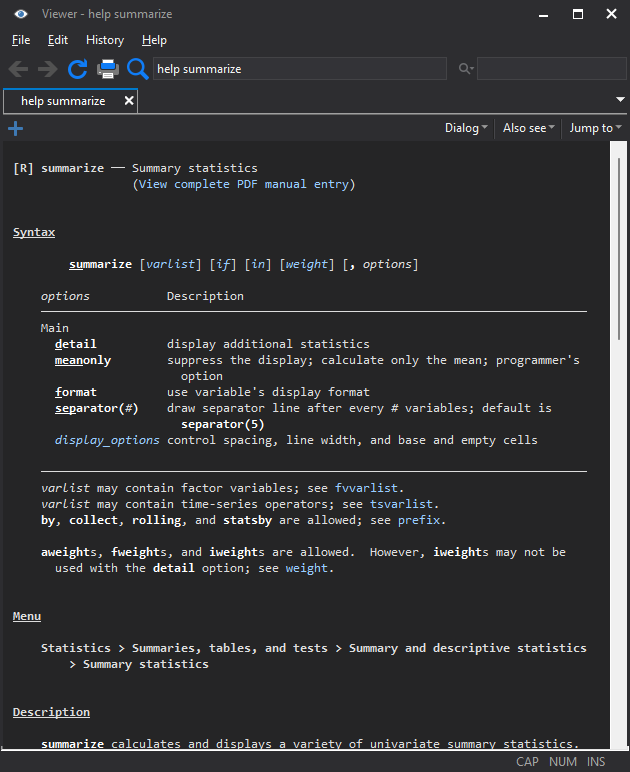 Viewer - help summarize
File Edit History Help
help summarize
help summarize
Dialog Also see Jump to
[R] summarize — Summary statistics
(View complete PDF manual entry)
Syntax
summarize [varlist] [if] [in] [weight] [, options]
options Description
Main
detail display additional statistics
meanonly suppress the display; calculate only the mean; programmer's
option
format use variable's display format
separator(#) draw separator line after every # variables; default is
separator(5)
display_options control spacing, line width, and base and empty cells
varlist may contain factor variables; see fvvarlist.
varlist may contain time-series operators; see tsvarlist.
by, collect, rolling, and statsby are allowed; see prefix.
aweights, fweights, and iweights are allowed. However, iweights may not be
used with the detail option; see weight.
Menu
Statistics > Summaries, tables, and tests > Summary and descriptive statistics
> Summary statistics
Description
summarize calculates and displays a variety of univariate summary statistics.
CAP NUM INS